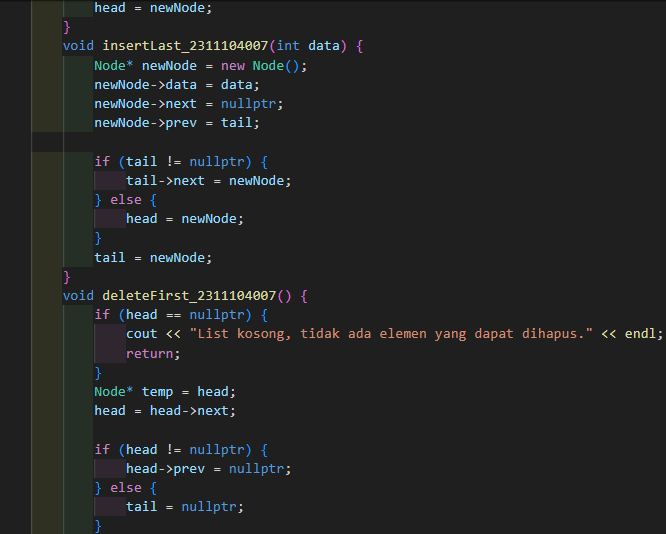 head = newNode;
}
void insertLast_2311104007(int data) {
Node* newNode = new Node();
newNode->data = data;
newNode->next = nullptr;
newNode->prev = tail;
if (tail != nullptr) {
tail->next = newNode;
} else {
head = newNode;
}
tail = newNode;
}
void deleteFirst_2311104007() {
if (head == nullptr) {
cout << "List kosong, tidak ada elemen yang dapat dihapus." << endl;
return;
}
Node* temp = head;
head = head->next;
if (head != nullptr) {
head->prev = nullptr;
} else {
tail = nullptr;
}